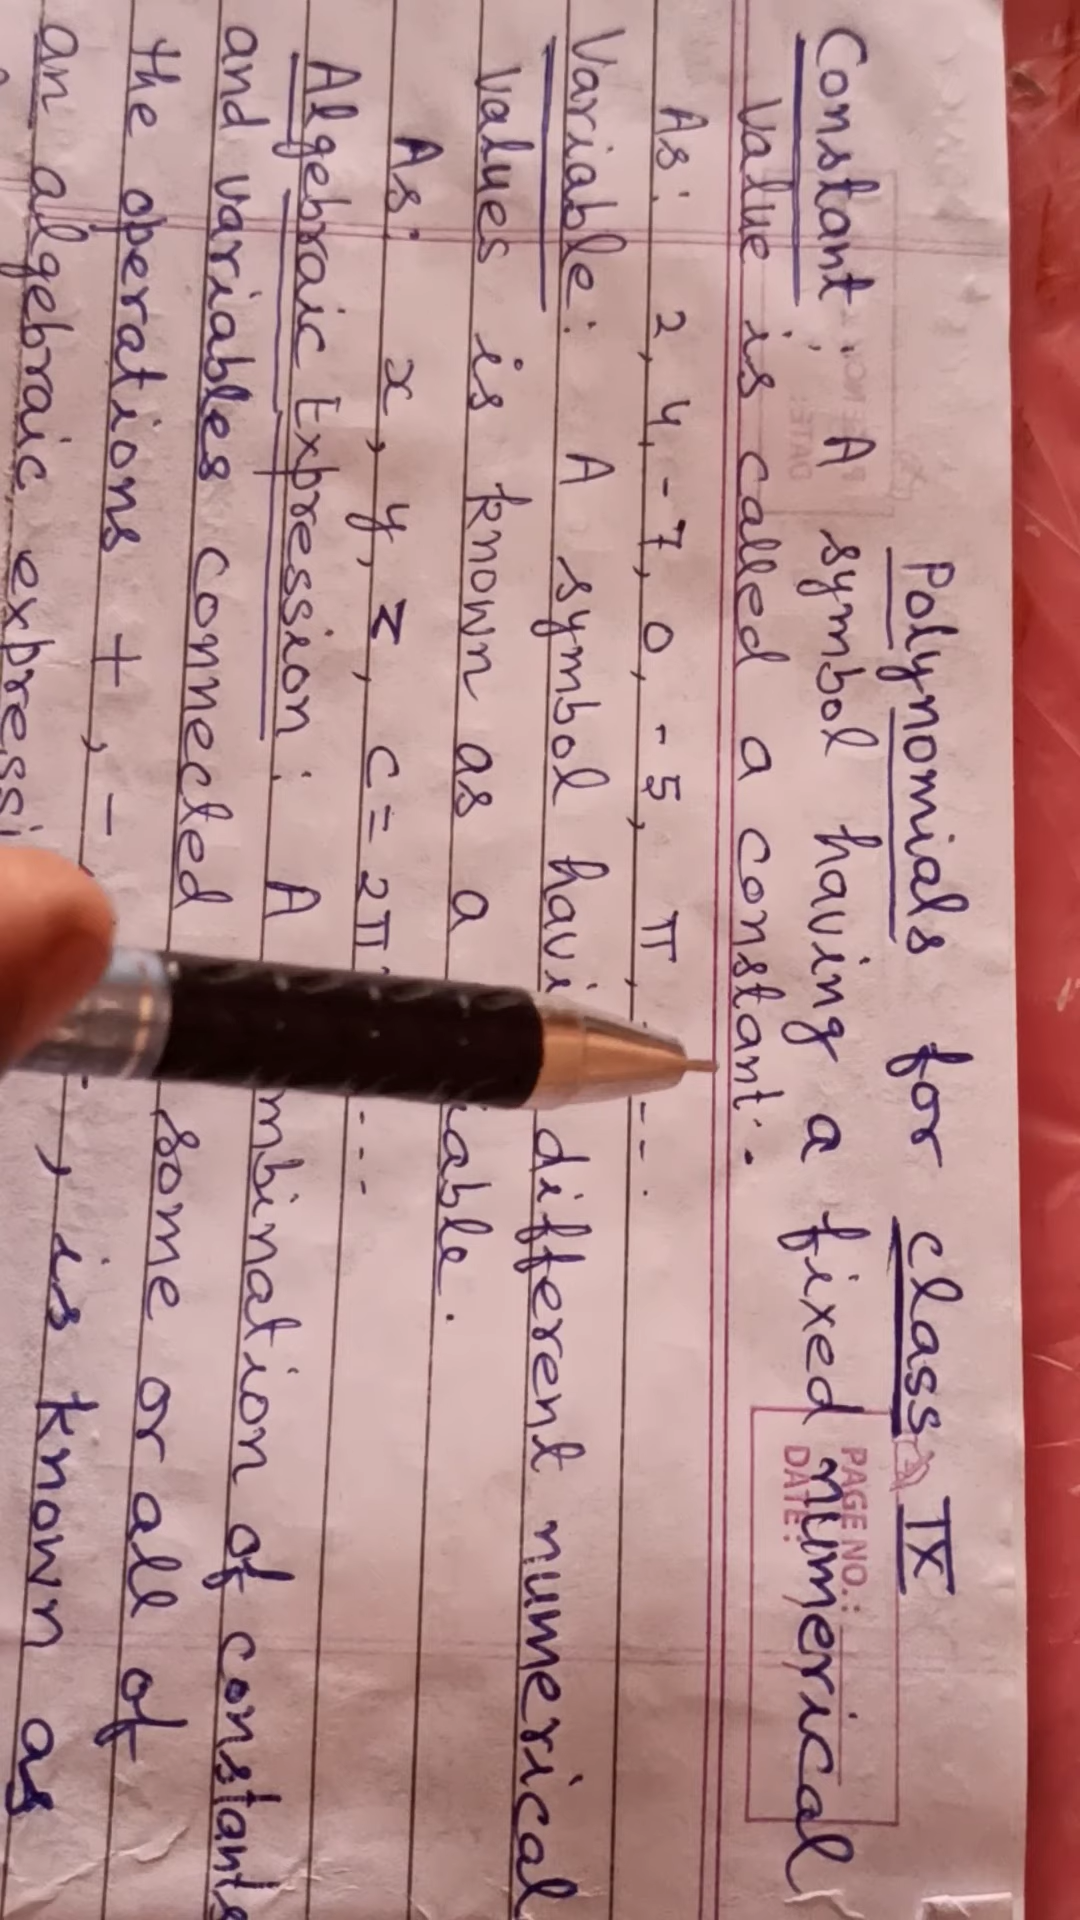 Polynomials for class IX
PAGE NO.:
DATE:
Constant: A symbol having a fixed numerical
value is called a constant.
As: 2, 4, -7, 0, -5, π, --.
Variable: A symbol havi different numerical
values is known as a iable.
As: x, y, z, c = 2π ...
Algebraic Expression: A mbination of constants
and variables connected some or all of
the operations +, - , is known as
an algebraic expressi